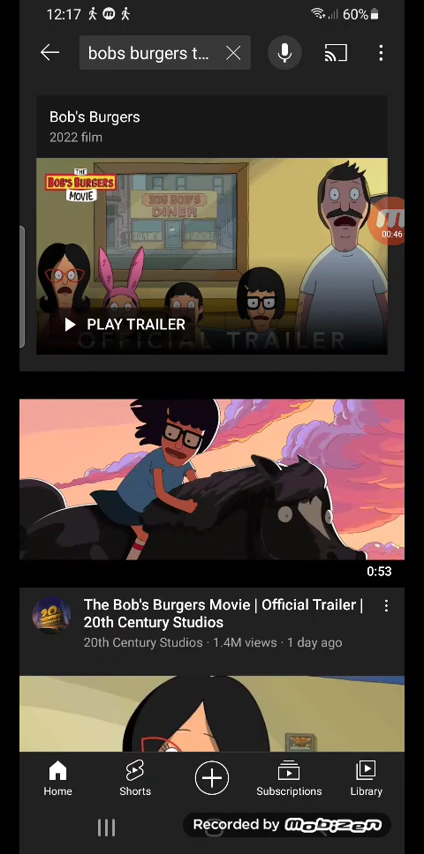 12:17
60%
bobs burgers t...
Bob's Burgers
2022 film
THE
BOB'S BURGERS
MOVIE
BIG BOB'S
DINER
00:46
PLAY TRAILER
OFFICIAL TRAILER
0:53
The Bob's Burgers Movie | Official Trailer |
20th Century Studios
20th Century Studios · 1.4M views · 1 day ago
Home
Shorts
Subscriptions
Library
Recorded by mobizen